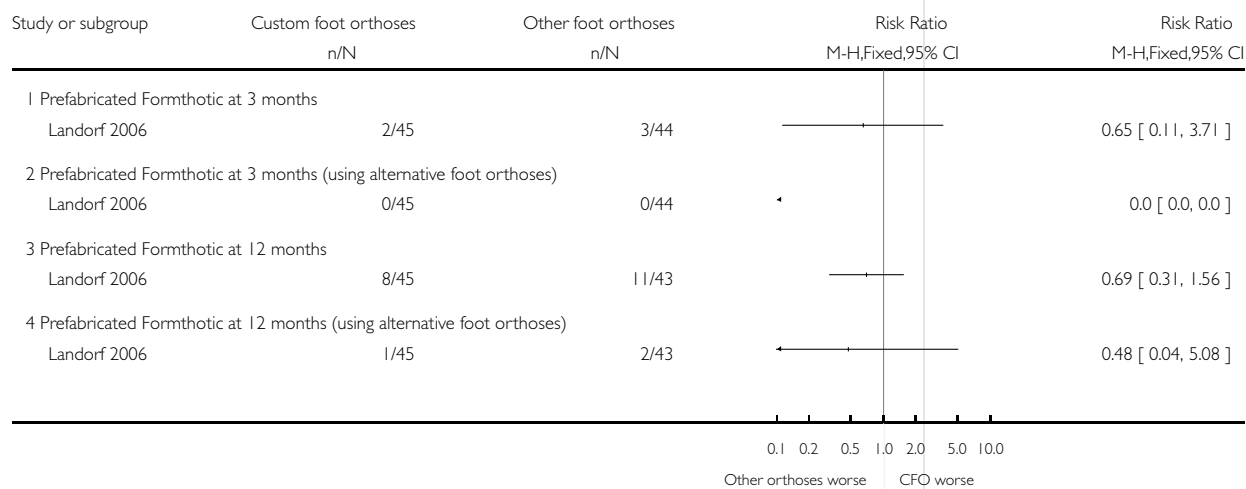 Study or subgroup Custom foot orthoses Other foot orthoses Risk Ratio Risk Ratio
n/N n/N M-H,Fixed,95% CI M-H,Fixed,95% CI
1 Prefabricated Formthotic at 3 months
Landorf 2006 2/45 3/44 0.65 [ 0.11, 3.71 ]
2 Prefabricated Formthotic at 3 months (using alternative foot orthoses)
Landorf 2006 0/45 0/44 0.0 [ 0.0, 0.0 ]
3 Prefabricated Formthotic at 12 months
Landorf 2006 8/45 11/43 0.69 [ 0.31, 1.56 ]
4 Prefabricated Formthotic at 12 months (using alternative foot orthoses)
Landorf 2006 1/45 2/43 0.48 [ 0.04, 5.08 ]
0.1 0.2 0.5 1.0 2.0 5.0 10.0
Other orthoses worse CFO worse